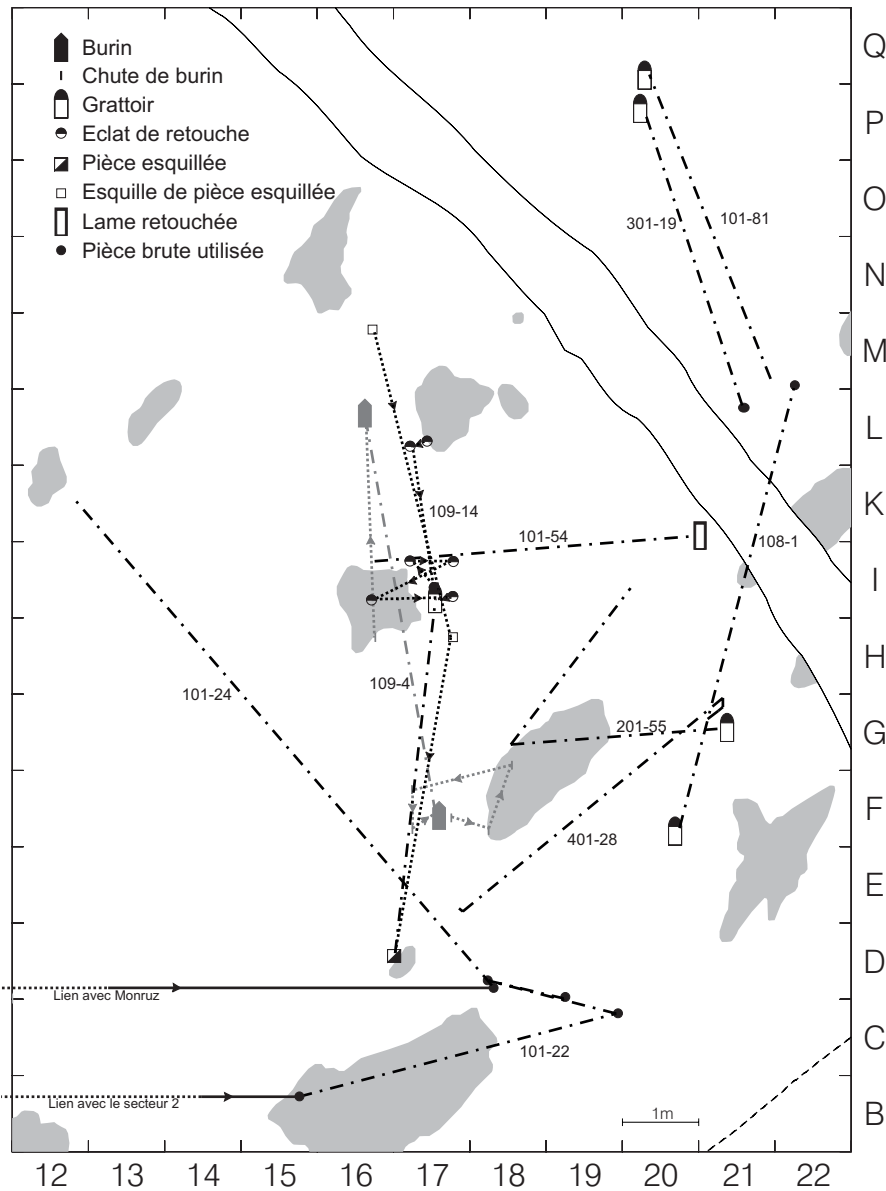 Burin
Chute de burin
Grattoir
Eclat de retouche
Pièce esquillée
Esquille de pièce esquillée
Lame retouchée
Pièce brute utilisée
Q
P
O
N
M
L
K
I
H
G
F
E
D
C
B
301-19
101-81
109-14
101-54
108-1
109-4
101-24
201-55
401-28
Lien avec Monruz
101-22
Lien avec le secteur 2
1m
12 13 14 15 16 17 18 19 20 21 22